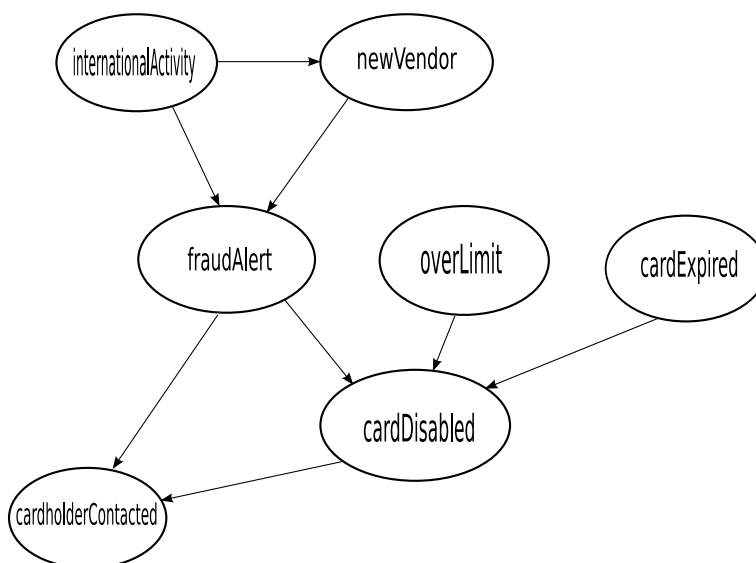 internationalActivity
newVendor
fraudAlert
overLimit
cardExpired
cardDisabled
cardholderContacted